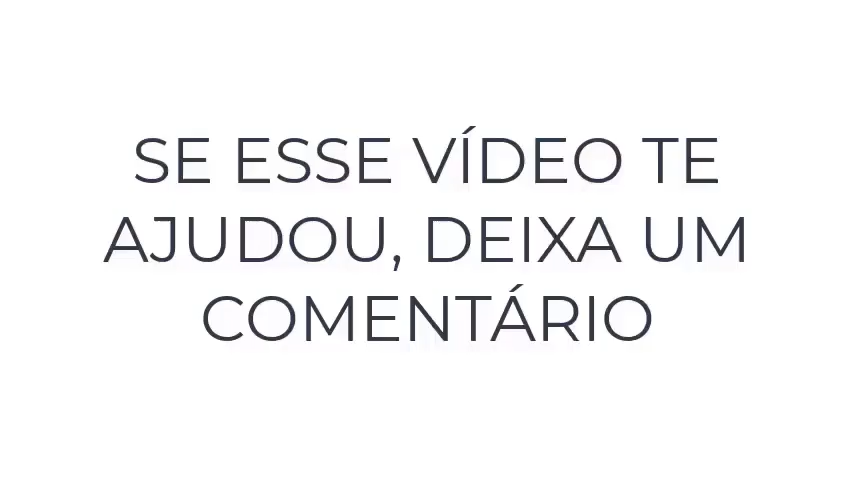 SE ESSE VÍDEO TE
AJUDOU, DEIXA UM
COMENTÁRIO